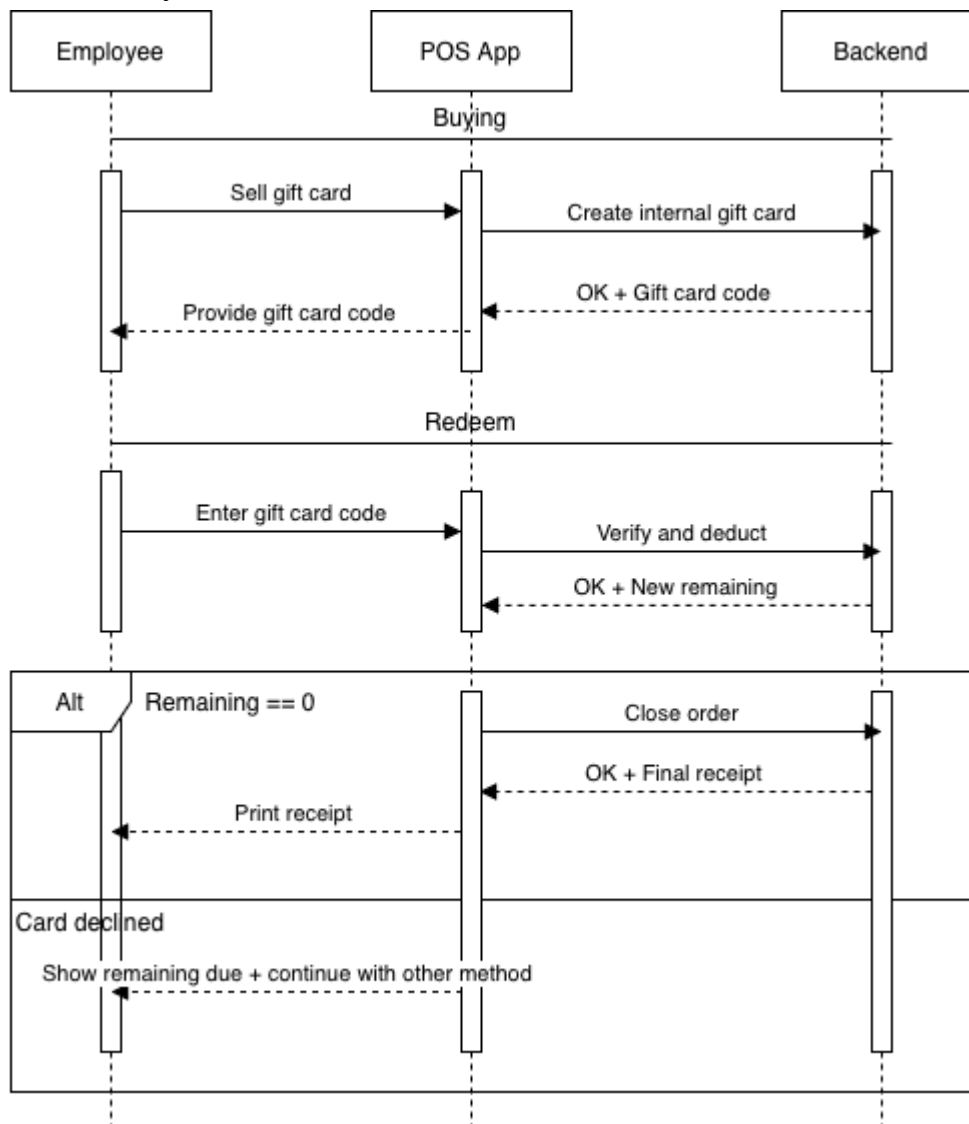 Employee
POS App
Backend
Buying
Sell gift card
Create internal gift card
OK + Gift card code
Provide gift card code
Redeem
Enter gift card code
Verify and deduct
OK + New remaining
Alt
Remaining == 0
Close order
OK + Final receipt
Print receipt
Card declined
Show remaining due + continue with other method